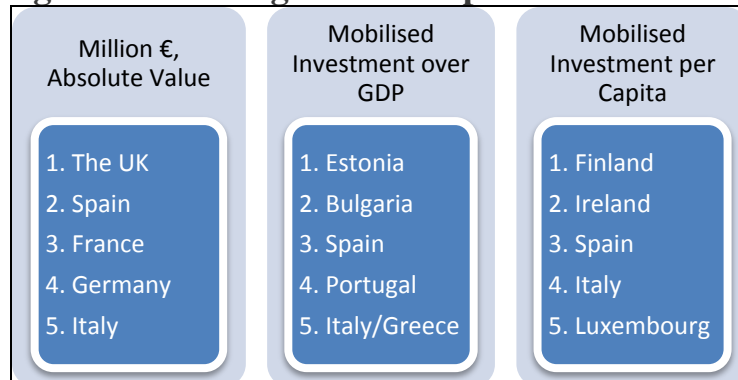 Million €,
Absolute Value
1. The UK
2. Spain
3. France
4. Germany
5. Italy
Mobilised
Investment over
GDP
1. Estonia
2. Bulgaria
3. Spain
4. Portugal
5. Italy/Greece
Mobilised
Investment per
Capita
1. Finland
2. Ireland
3. Spain
4. Italy
5. Luxembourg